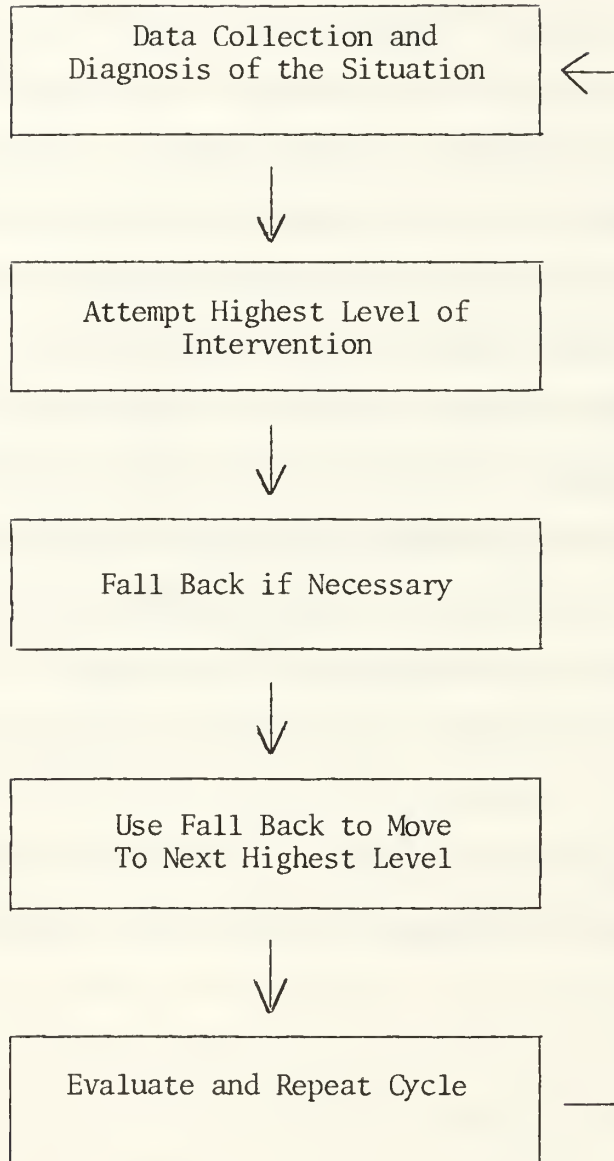 Data Collection and
Diagnosis of the Situation
Attempt Highest Level of
Intervention
Fall Back if Necessary
Use Fall Back to Move
To Next Highest Level
Evaluate and Repeat Cycle